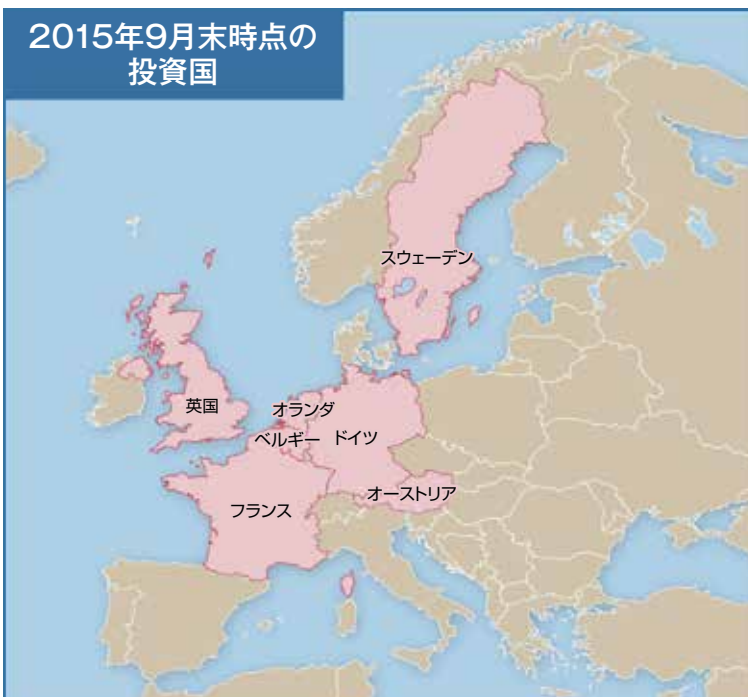 2015年9月末時点の
投資国
スウェーデン
英国
オランダ
ベルギー
ドイツ
オーストリア
フランス